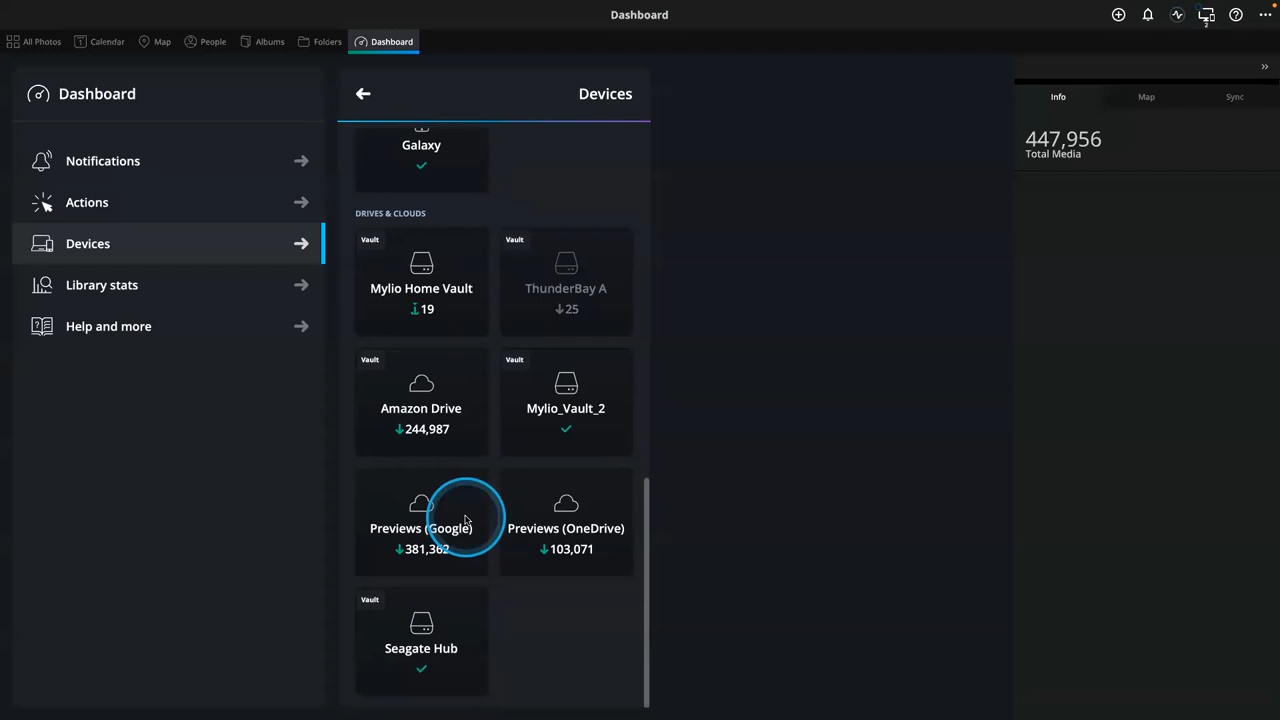 Dashboard
2
All Photos
Calendar
Map
People
Albums
Folders
Dashboard
Dashboard
Notifications
Actions
Devices
Library stats
Help and more
Devices
Galaxy
DRIVES & CLOUDS
Vault
Mylio Home Vault
19
Vault
ThunderBay A
25
Vault
Amazon Drive
244,987
Vault
Mylio_Vault_2
Previews (Google)
381,362
Previews (OneDrive)
103,071
Vault
Seagate Hub
Info
Map
Sync
447,956
Total Media